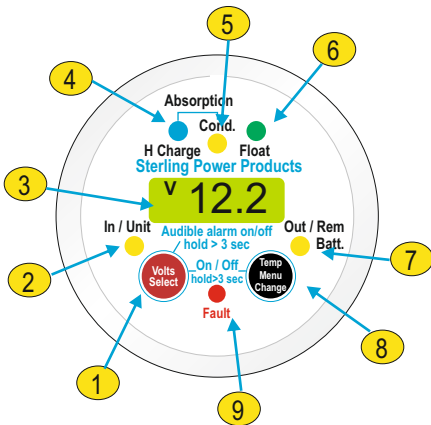 5
6
4
Absorption
Cond.
H Charge
Float
Sterling Power Products
3
V 12.2
In / Unit
Audible alarm on/off
hold > 3 sec
Out / Rem
Batt.
2
7
Volts
Select
On / Off
hold>3 sec
Temp
Menu
Change
Fault
8
1
9